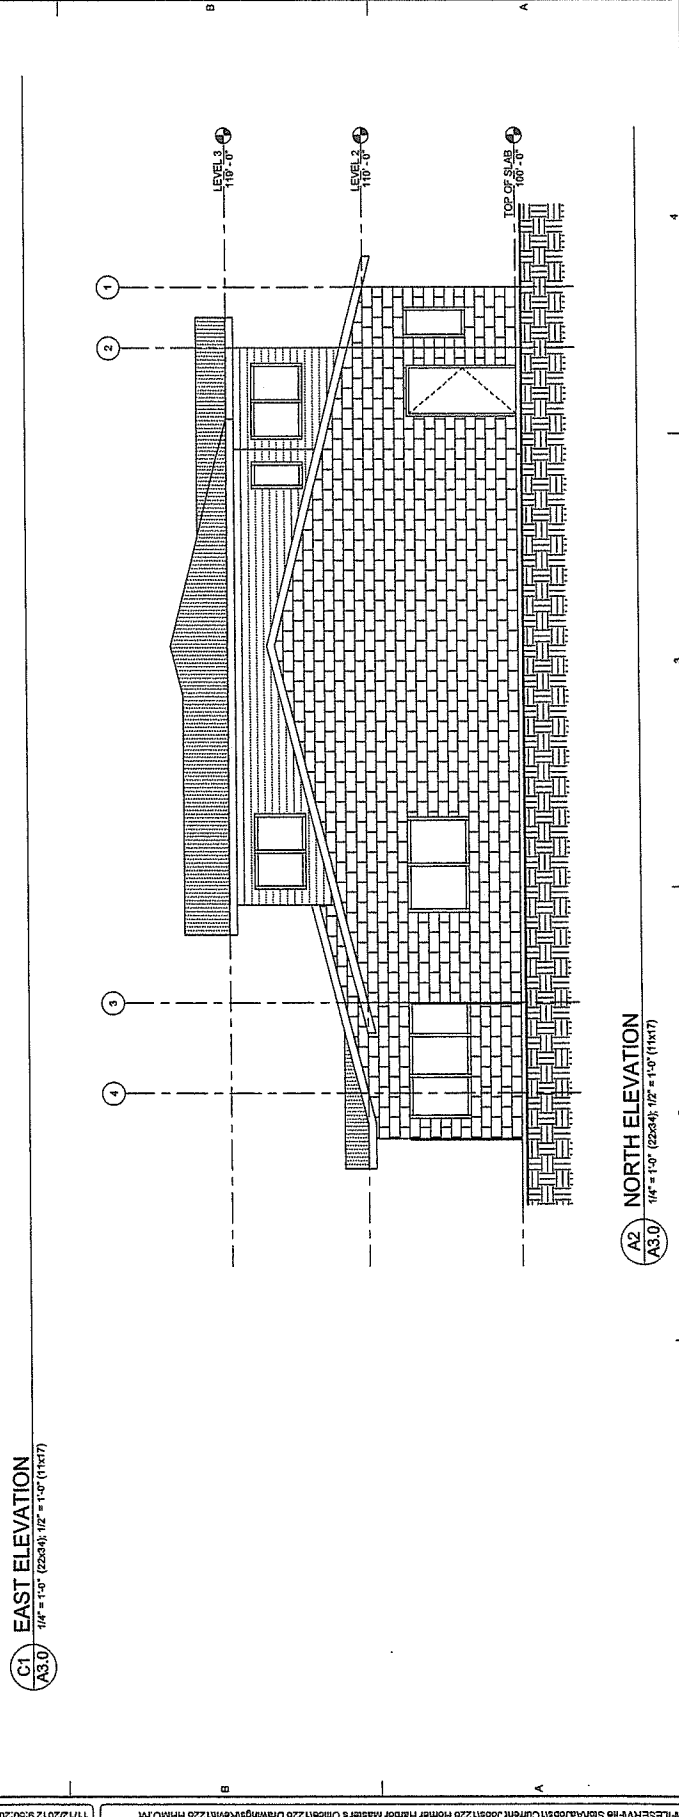 C1
A3.0
EAST ELEVATION
1/4" = 1'-0" (22x34); 1/2" = 1'-0" (11x17)
B
A
4
3
2
1
LEVEL 3
119' - 0"
LEVEL 2
110' - 0"
TOP OF SLAB
100' - 0"
A2
A3.0
NORTH ELEVATION
1/4" = 1'-0" (22x34); 1/2" = 1'-0" (11x17)
3
4
B
A